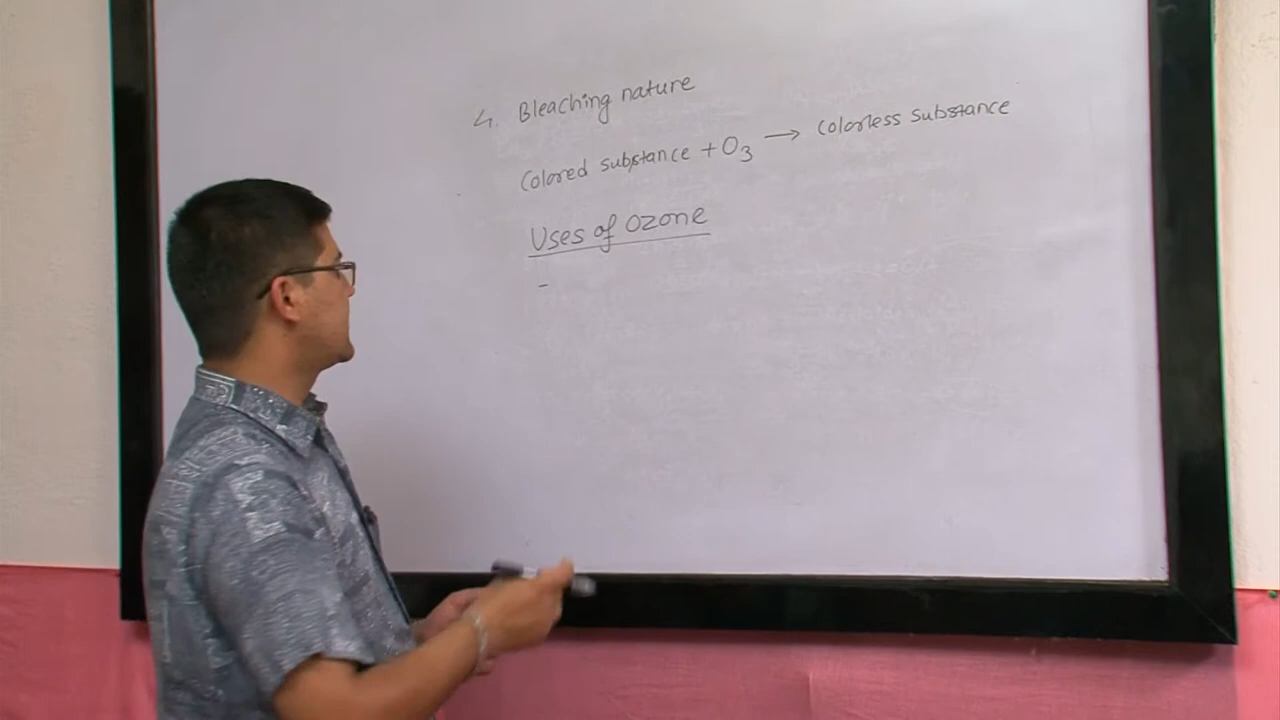 4. Bleaching nature
Colored substance + O3 → Colorless substance
Uses of Ozone
-